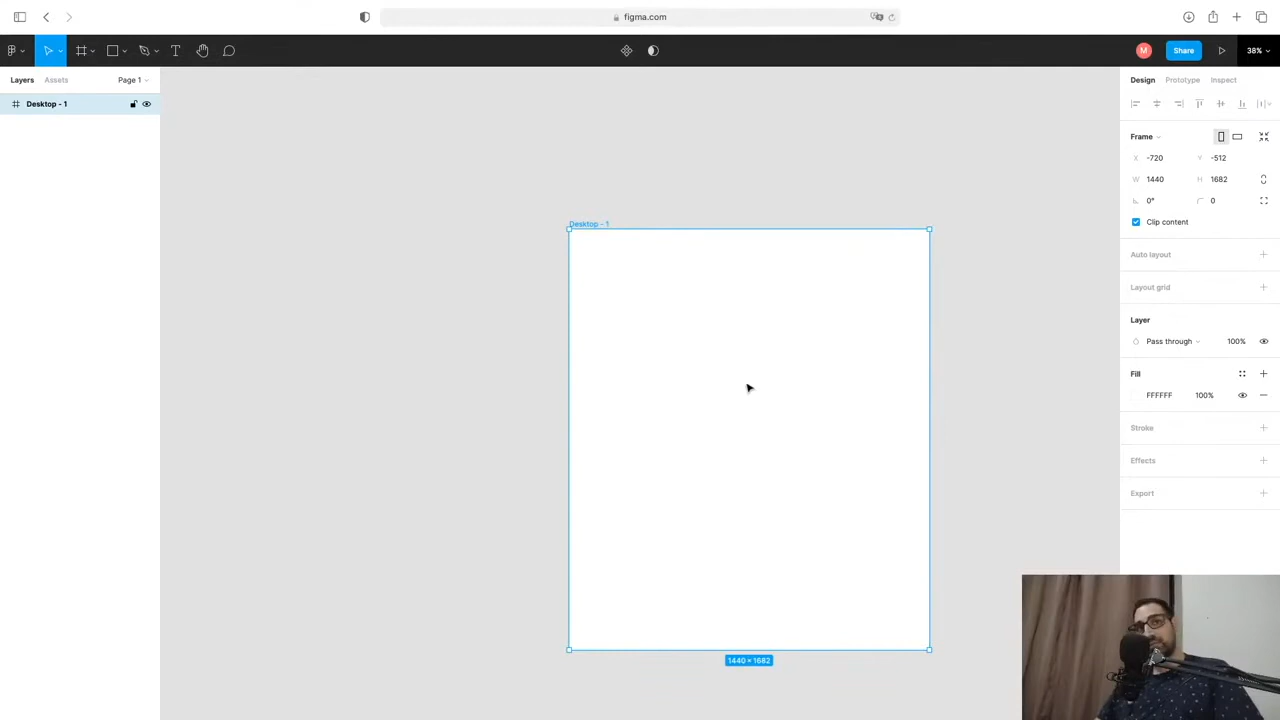 figma.com
M
Share
38%
Layers
Assets
Page 1
Desktop - 1
Desktop - 1
1440 × 1682
Design
Prototype
Inspect
Frame
X -720
Y -512
W 1440
H 1682
0°
0
Clip content
Auto layout
Layout grid
Layer
Pass through
100%
Fill
FFFFFF
100%
Stroke
Effects
Export